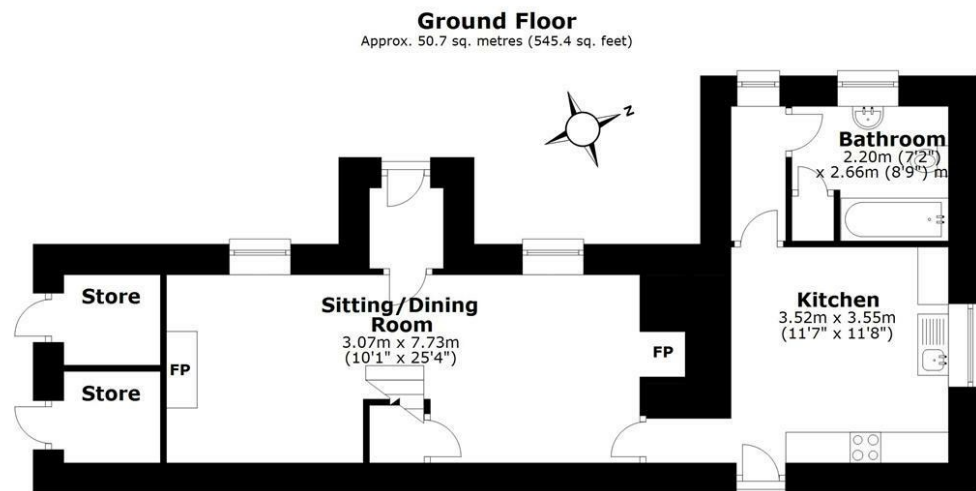 Ground Floor
Approx. 50.7 sq. metres (545.4 sq. feet)
N
Bathroom
2.20m (7'2")
x 2.66m (8'9") m
Store
Sitting/Dining
Room
3.07m x 7.73m
(10'1" x 25'4")
Kitchen
3.52m x 3.55m
(11'7" x 11'8")
FP
FP
Store